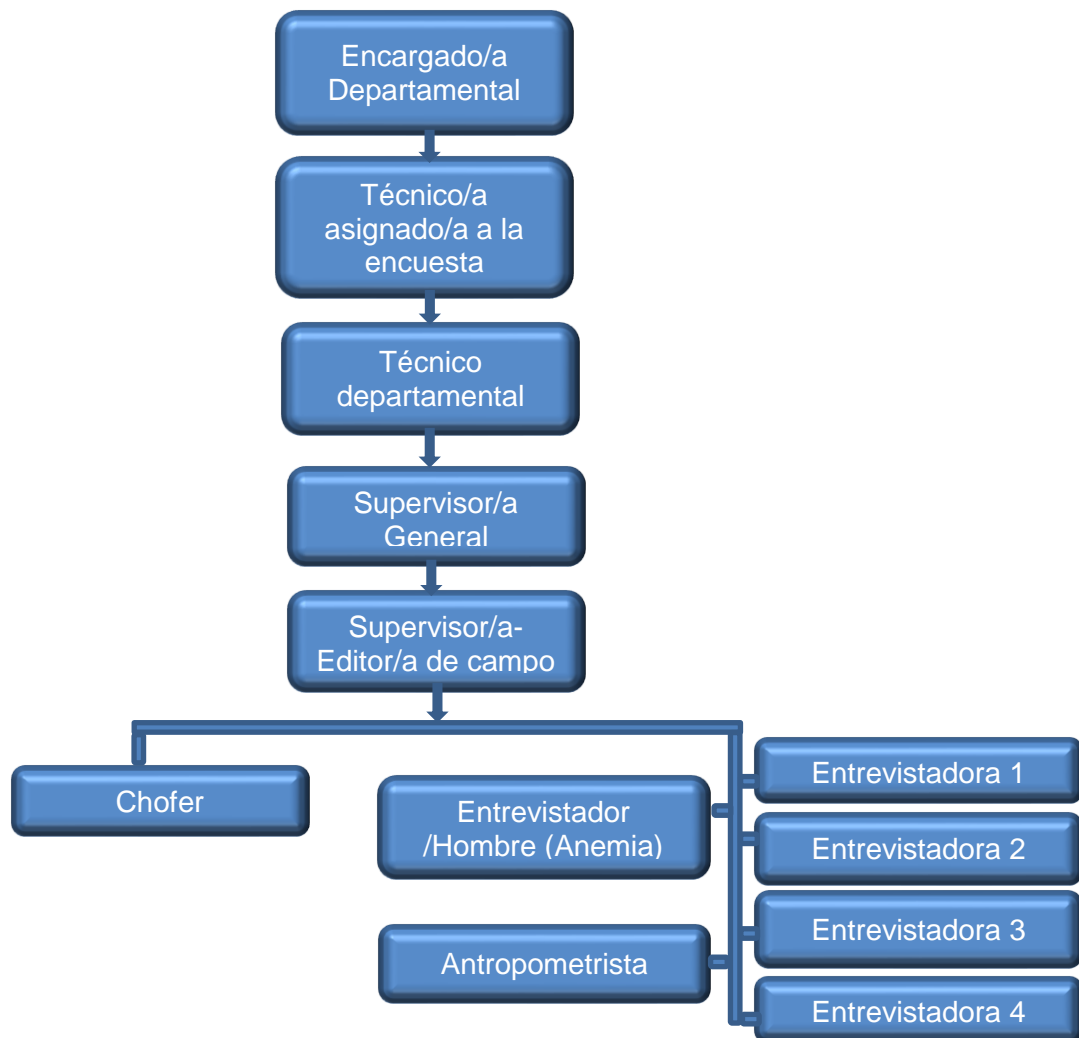 Encargado/a
Departamental
Técnico/a
asignado/a a la
encuesta
Técnico
departamental
Supervisor/a
General
Supervisor/a-
Editor/a de campo
Chofer
Entrevistador
/Hombre (Anemia)
Antropometrista
Entrevistadora 1
Entrevistadora 2
Entrevistadora 3
Entrevistadora 4